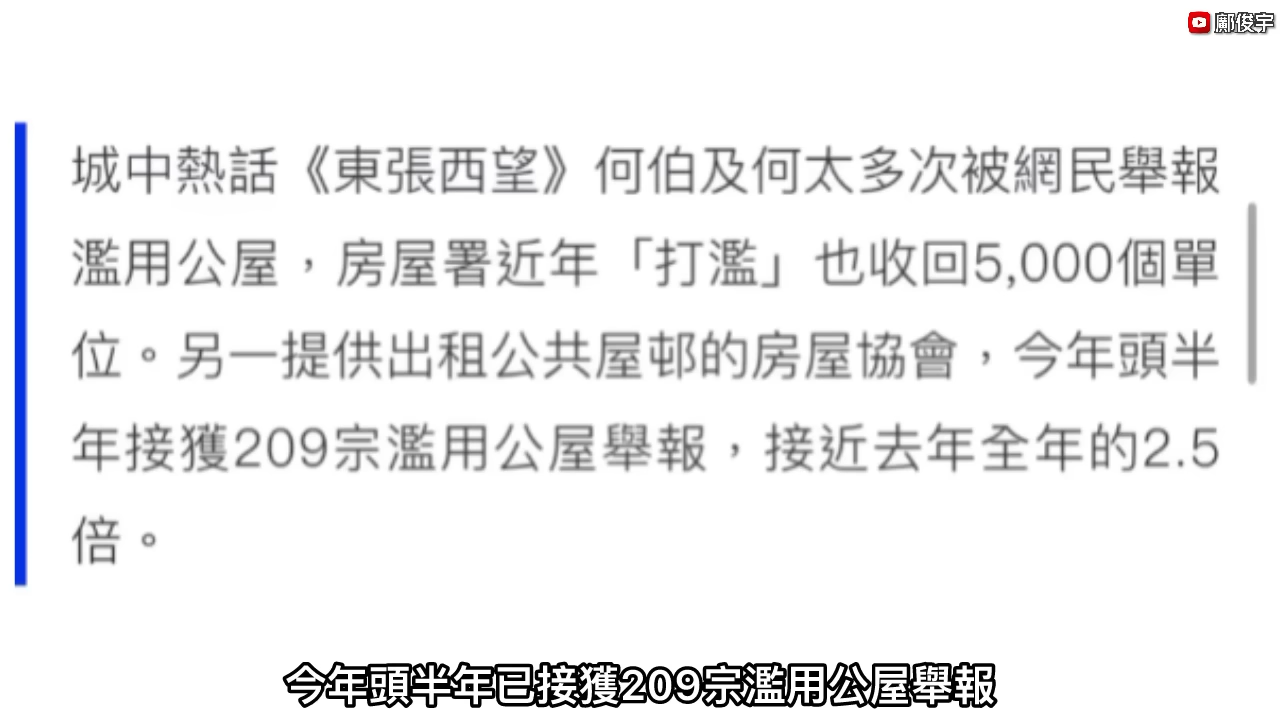 鄺俊宇
城中熱話《東張西望》何伯及何太多次被網民舉報
濫用公屋，房屋署近年「打濫」也收回5,000個單
位。另一提供出租公共屋邨的房屋協會，今年頭半
年接獲209宗濫用公屋舉報，接近去年全年的2.5
倍。
今年頭半年已接獲209宗濫用公屋舉報